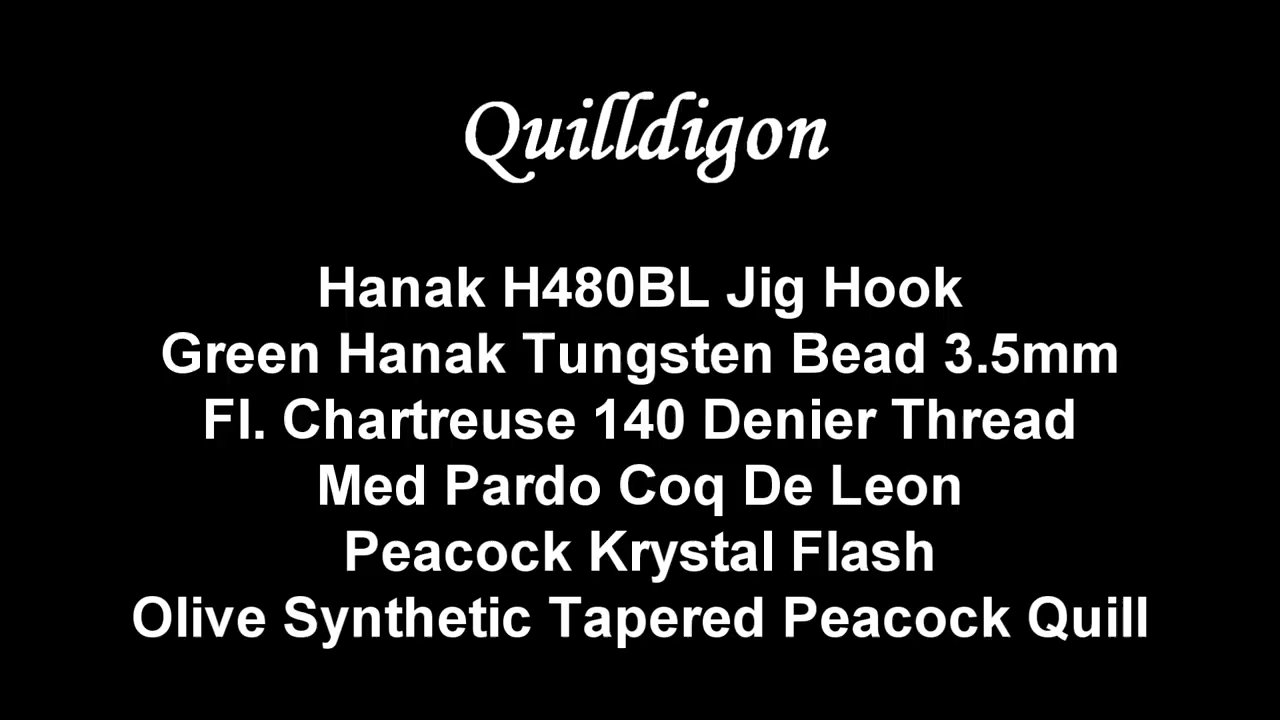 Quilldigon
Hanak H480BL Jig Hook
Green Hanak Tungsten Bead 3.5mm
Fl. Chartreuse 140 Denier Thread
Med Pardo Coq De Leon
Peacock Krystal Flash
Olive Synthetic Tapered Peacock Quill